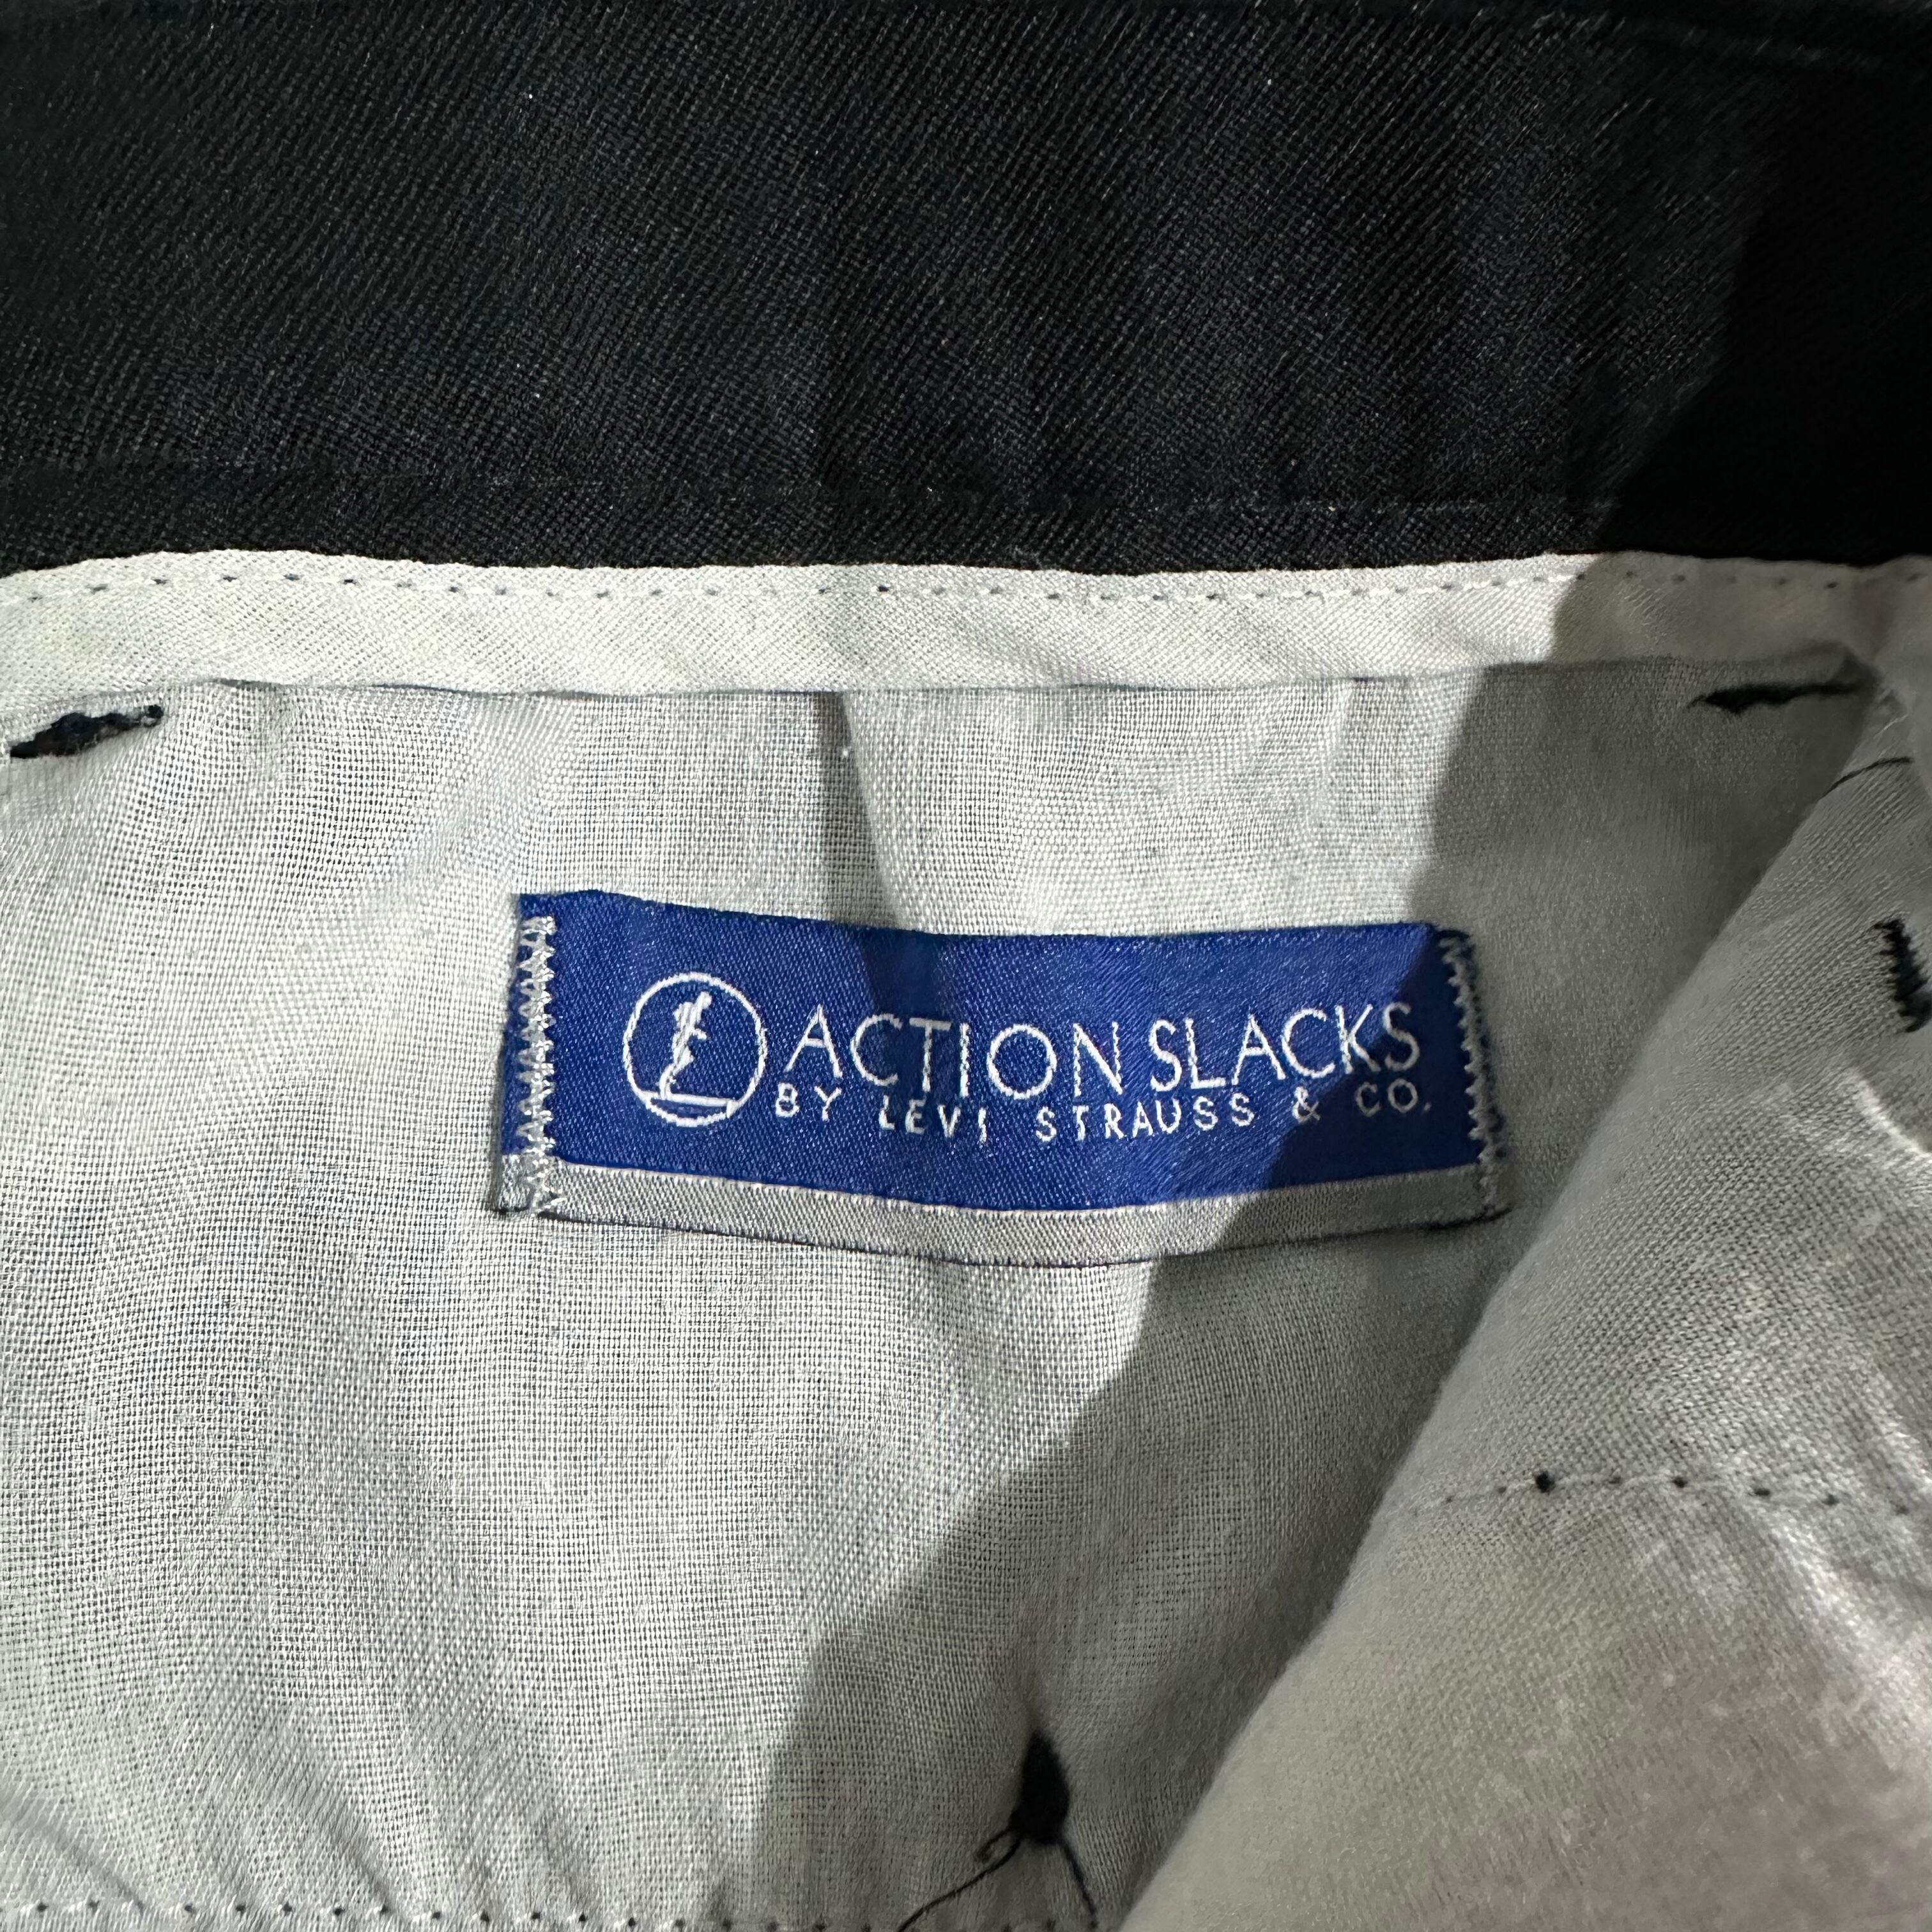 ACTION SLACKS
BY LEVI STRAUSS & CO.